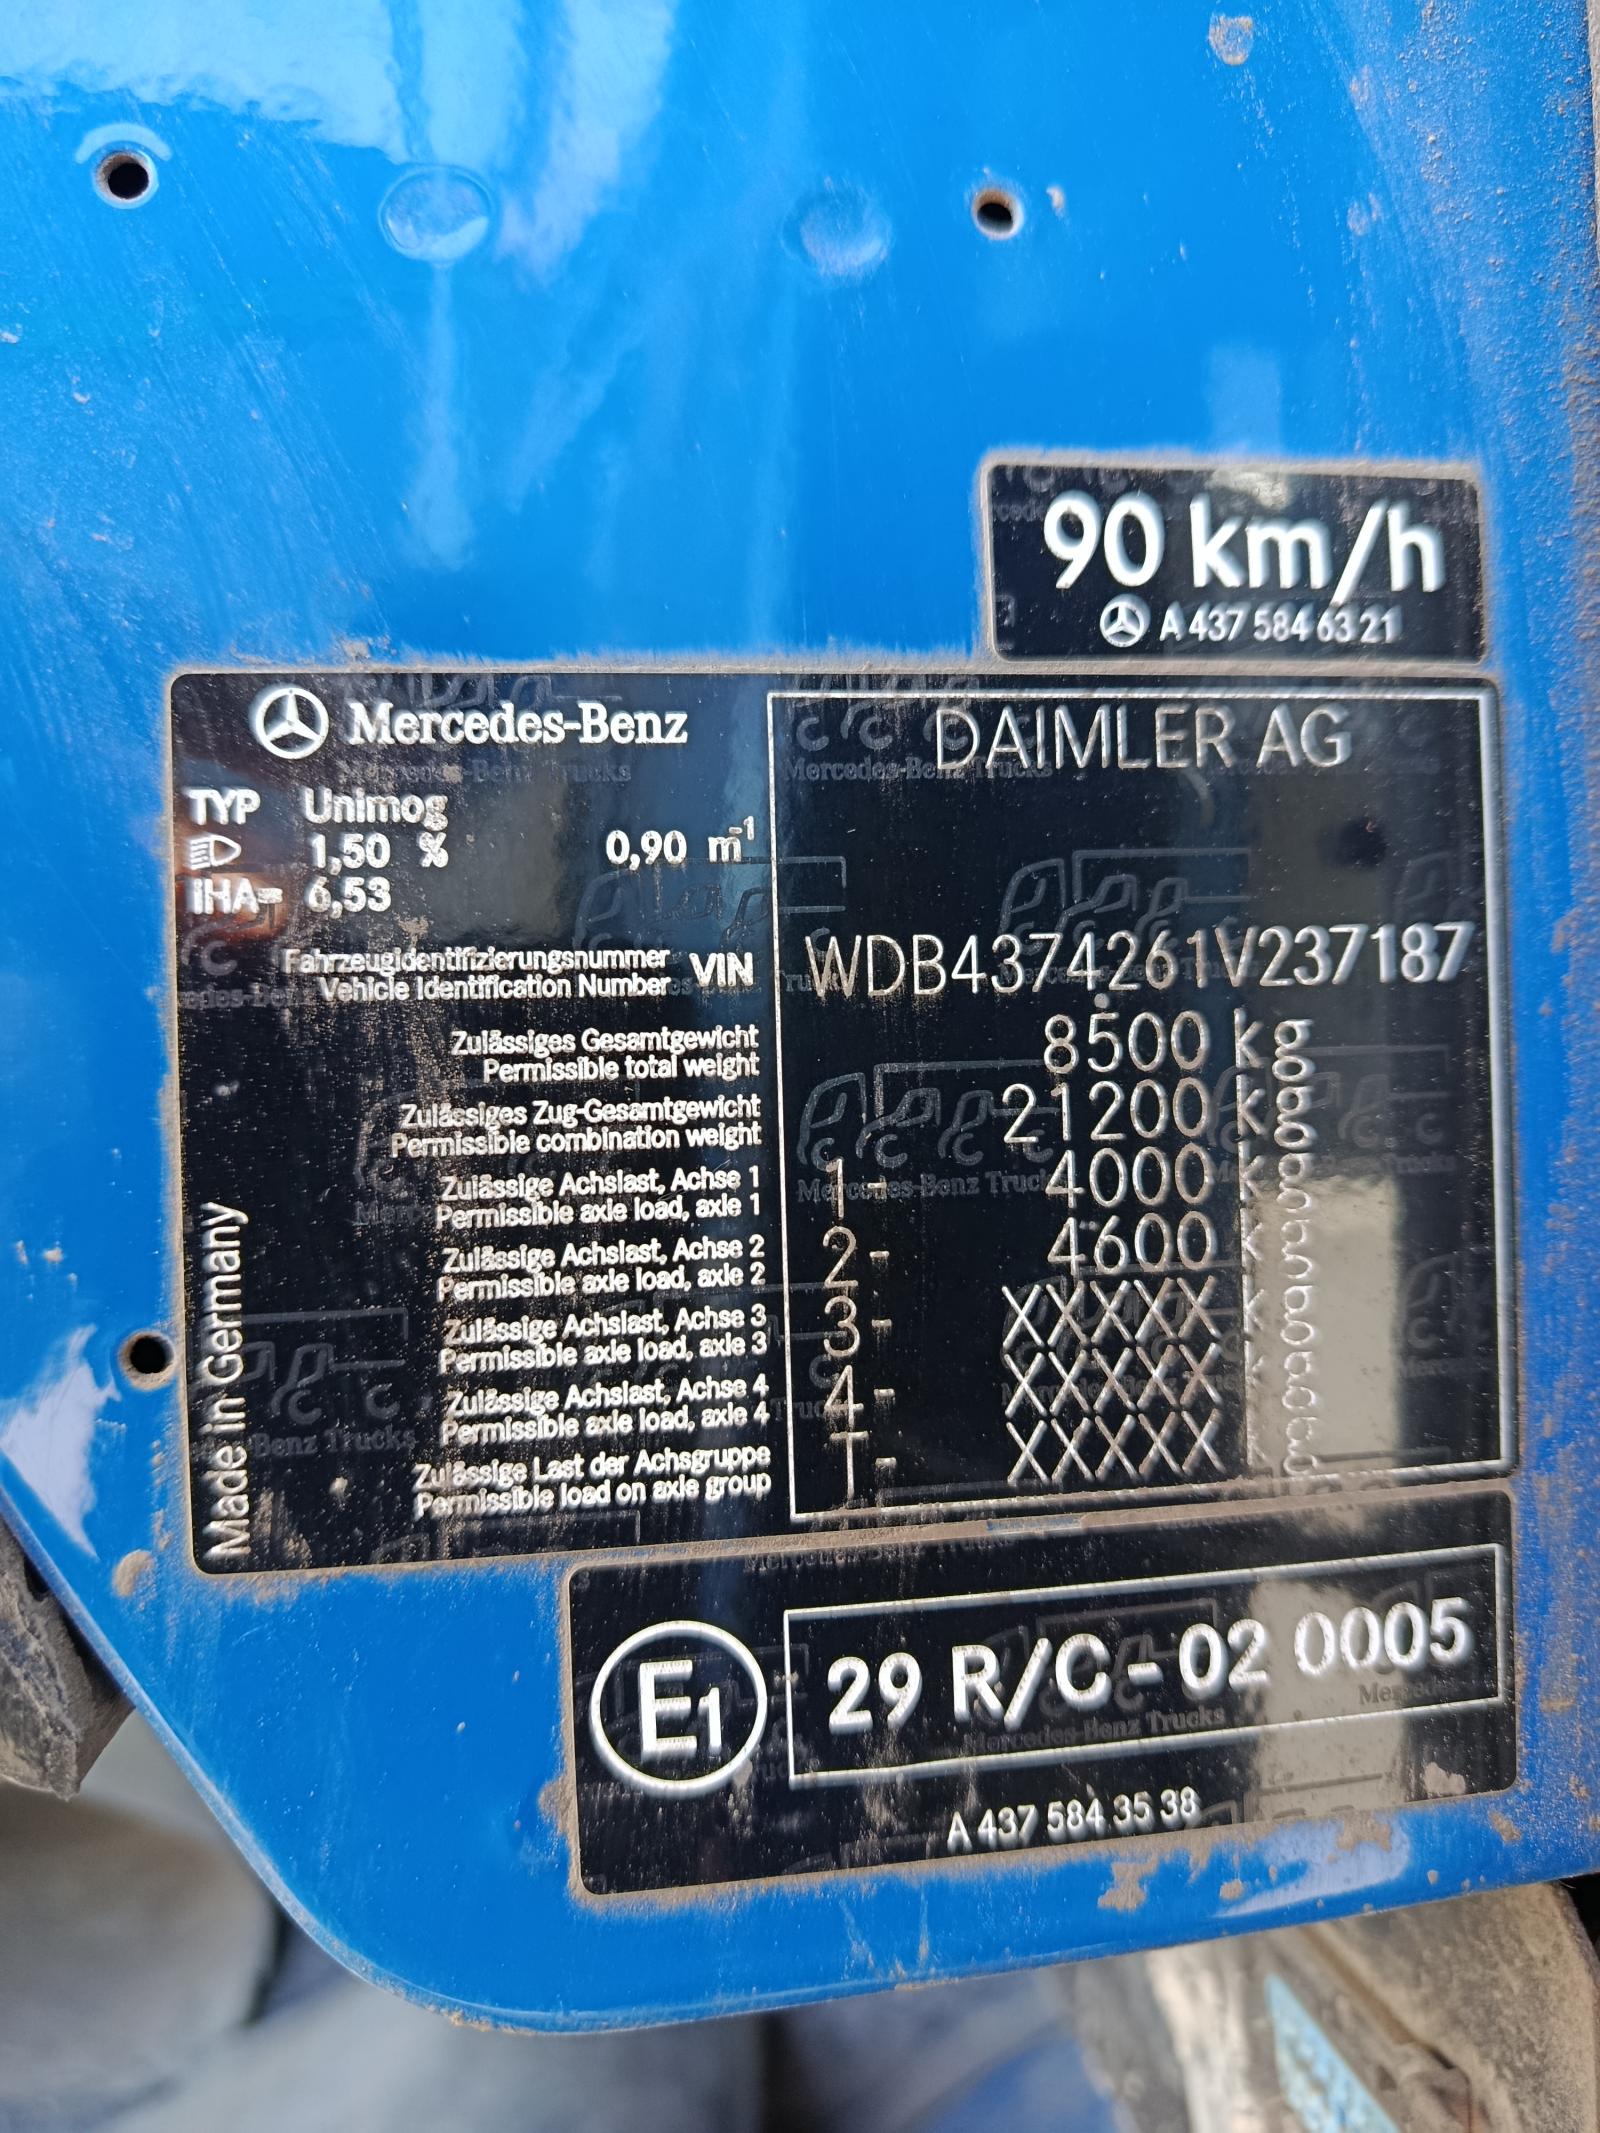 90 km/h
A 437 584 63 21
Mercedes-Benz
DAIMLER AG
TYP Unimog
1,50 % 0,90 m-1
iHA= 6,53
Fahrzeugidentifizierungsnummer
Vehicle Identification Number
VIN
WDB4374261V237187
Zulässiges Gesamtgewicht
Permissible total weight
8500 kg
Zulässiges Zug-Gesamtgewicht
Permissible combination weight
21200 kg
Zulässige Achslast, Achse 1
Permissible axle load, axle 1
1- 4000 kg
Zulässige Achslast, Achse 2
Permissible axle load, axle 2
2- 4600 kg
Zulässige Achslast, Achse 3
Permissible axle load, axle 3
3- XXXXX kg
Zulässige Achslast, Achse 4
Permissible axle load, axle 4
4- XXXXX kg
Zulässige Last der Achsgruppe
Permissible load on axle group
T- XXXXX kg
Made in Germany
E1
29 R/C - 02 0005
A 437 584 35 38